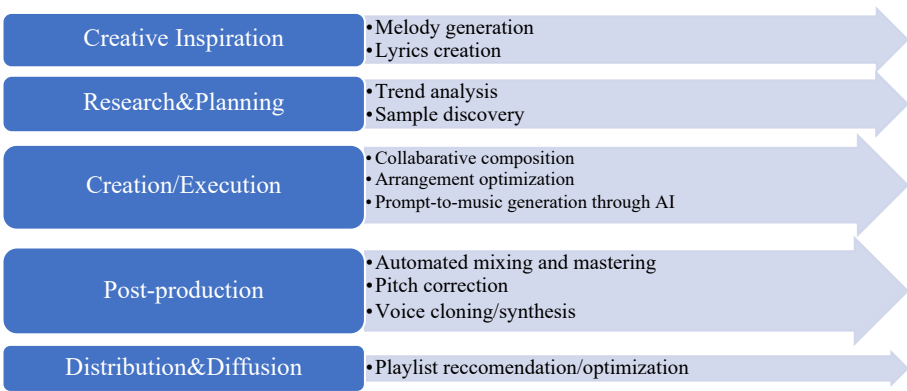 Creative Inspiration
•Melody generation
•Lyrics creation
Research&Planning
•Trend analysis
•Sample discovery
Creation/Execution
•Collabarative composition
•Arrangement optimization
•Prompt-to-music generation through AI
Post-production
•Automated mixing and mastering
•Pitch correction
•Voice cloning/synthesis
Distribution&Diffusion
•Playlist reccomendation/optimization